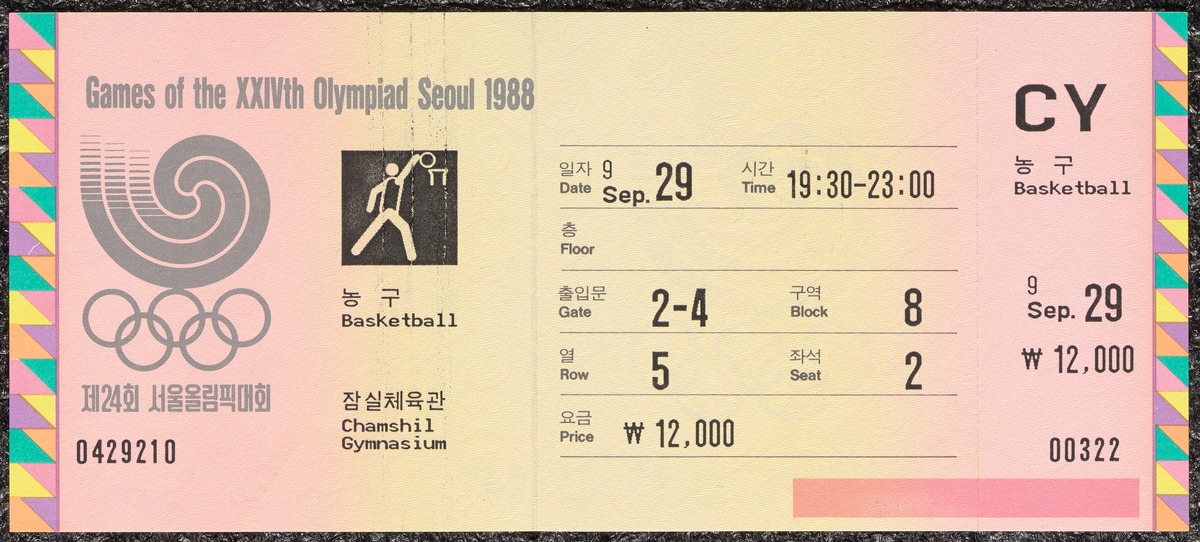 Games of the XXIVth Olympiad Seoul 1988
제24회 서울올림픽대회
0429210
농 구
Basketball
잠실체육관
Chamshil
Gymnasium
일자 9
Date Sep. 29
시간
Time 19:30-23:00
층
Floor
출입문
Gate 2-4
구역
Block 8
열
Row 5
좌석
Seat 2
요금
Price ₩ 12,000
CY
농 구
Basketball
9
Sep. 29
₩ 12,000
00322